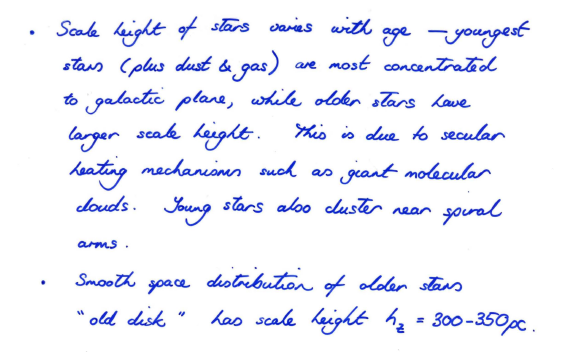 • Scale height of stars varies with age — youngest
stars (plus dust & gas) are most concentrated
to galactic plane, while older stars have
larger scale height. This is due to secular
heating mechanisms such as giant molecular
clouds. Young stars also cluster near spiral
arms.
• Smooth space distribution of older stars
"old disk" has scale height h_z = 300-350pc.